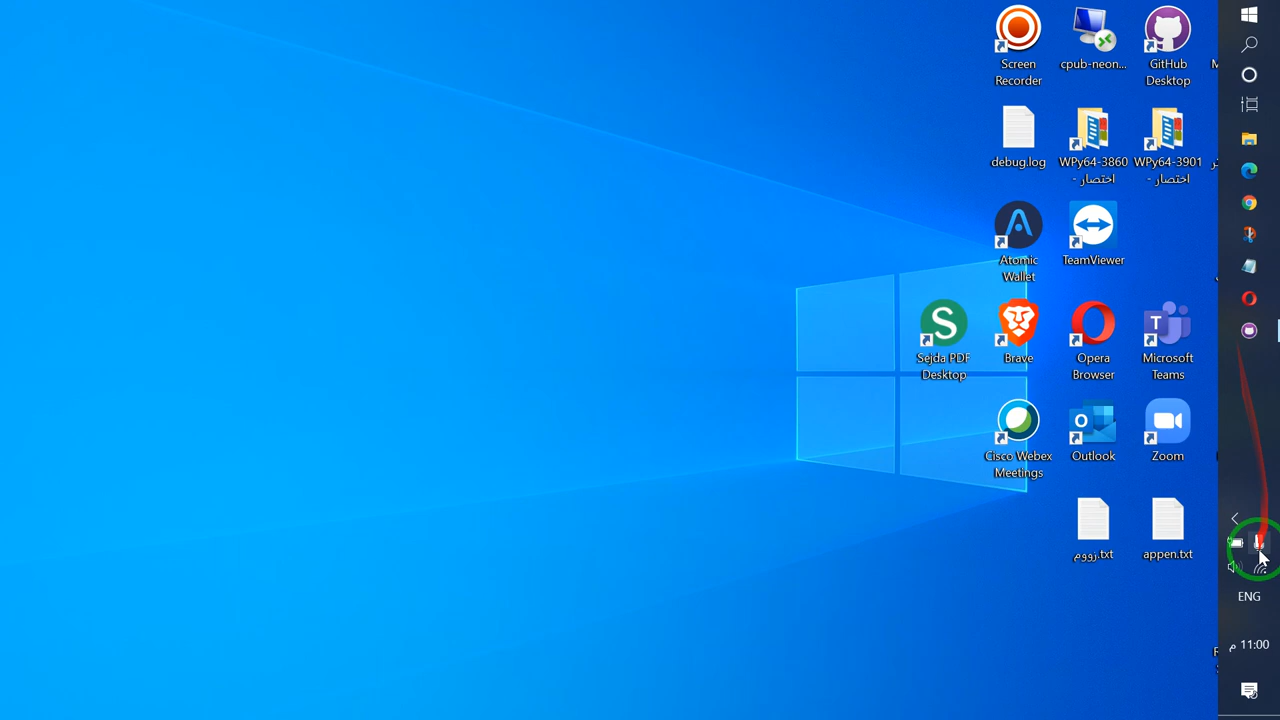 Screen
Recorder
cpub-neon...
GitHub
Desktop
debug.log
WPy64-3860
اختصار -
WPy64-3901
اختصار -
Atomic
Wallet
TeamViewer
Sejda PDF
Desktop
Brave
Opera
Browser
Microsoft
Teams
Cisco Webex
Meetings
Outlook
Zoom
رووم.txt
appen.txt
ENG
11:00 م